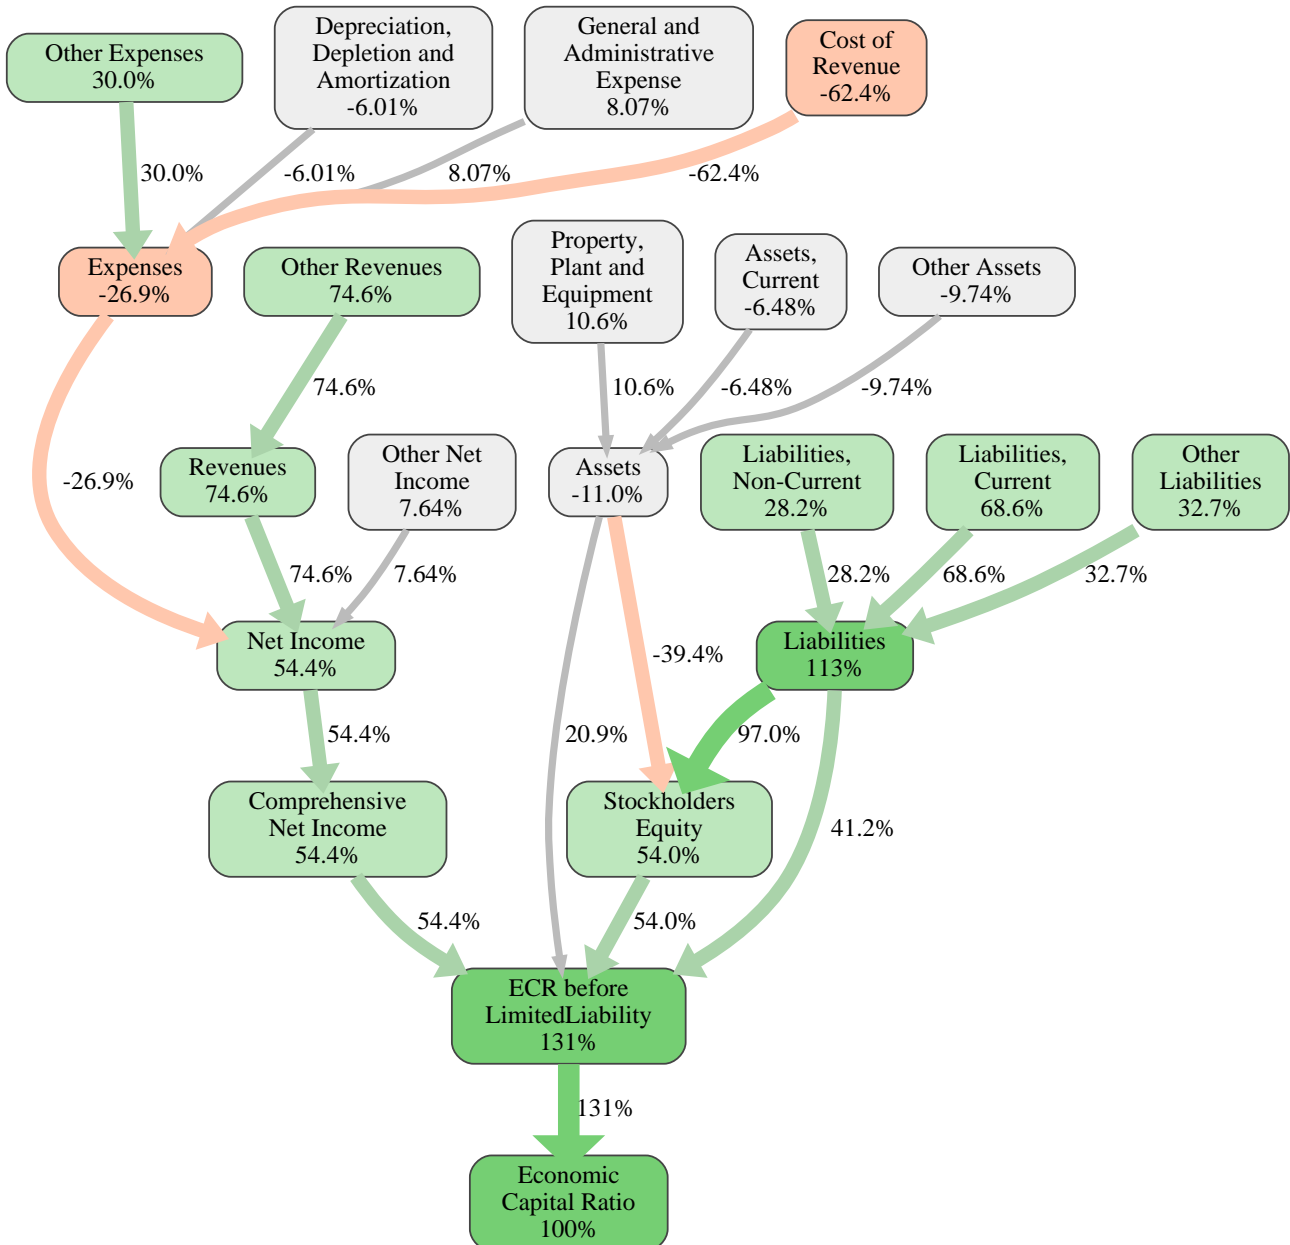 Other Expenses
30.0%
Depreciation,
Depletion and
Amortization
-6.01%
General and
Administrative
Expense
8.07%
Cost of
Revenue
-62.4%
30.0%
-6.01%
8.07%
-62.4%
Expenses
-26.9%
Other Revenues
74.6%
Property,
Plant and
Equipment
10.6%
Assets,
Current
-6.48%
Other Assets
-9.74%
74.6%
10.6%
-6.48%
-9.74%
-26.9%
Revenues
74.6%
Other Net
Income
7.64%
Assets
-11.0%
Liabilities,
Non-Current
28.2%
Liabilities,
Current
68.6%
Other
Liabilities
32.7%
74.6%
7.64%
28.2%
68.6%
32.7%
Net Income
54.4%
-39.4%
Liabilities
113%
54.4%
20.9%
97.0%
Comprehensive
Net Income
54.4%
Stockholders
Equity
54.0%
41.2%
54.4%
54.0%
ECR before
LimitedLiability
131%
131%
Economic
Capital Ratio
100%